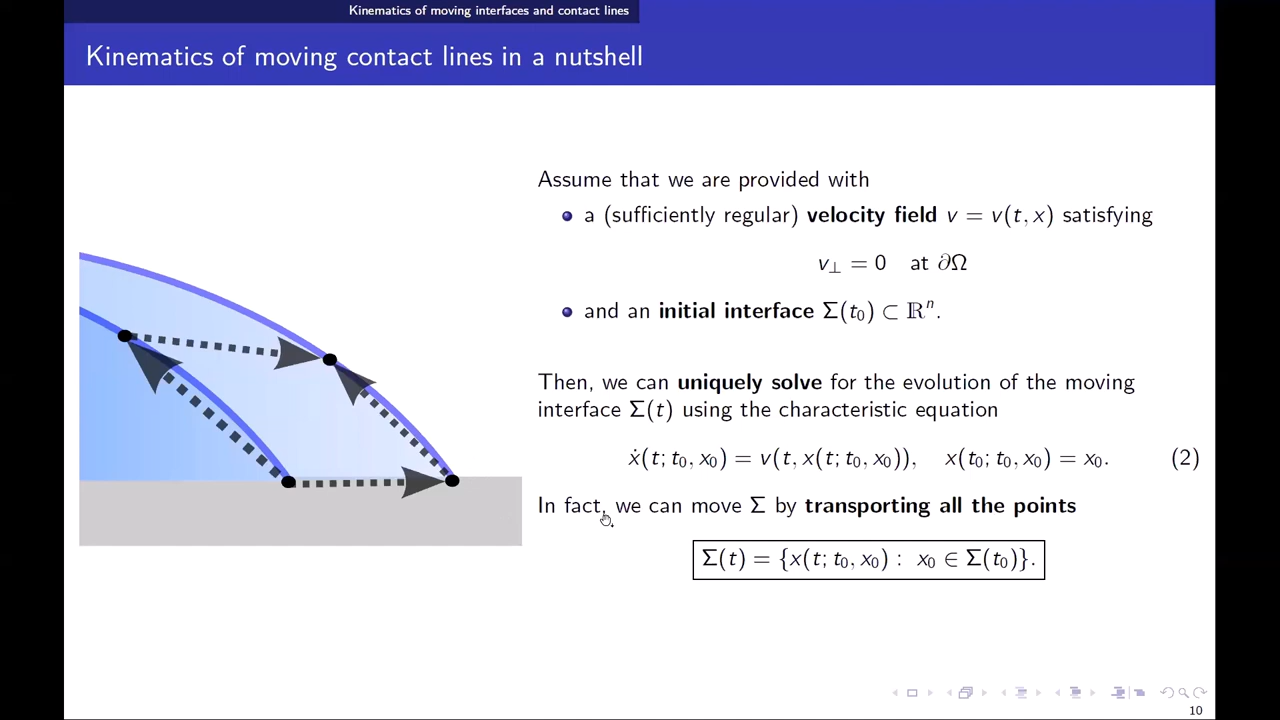 Kinematics of moving interfaces and contact lines
Kinematics of moving contact lines in a nutshell
Assume that we are provided with
a (sufficiently regular) velocity field v = v(t, x) satisfying
v⊥ = 0 at ∂Ω
and an initial interface Σ(t₀) ⊂ ℝⁿ.
Then, we can uniquely solve for the evolution of the moving
interface Σ(t) using the characteristic equation
ẋ(t; t₀, x₀) = v(t, x(t; t₀, x₀)), x(t₀; t₀, x₀) = x₀. (2)
In fact, we can move Σ by transporting all the points
Σ(t) = {x(t; t₀, x₀) : x₀ ∈ Σ(t₀)}.
10